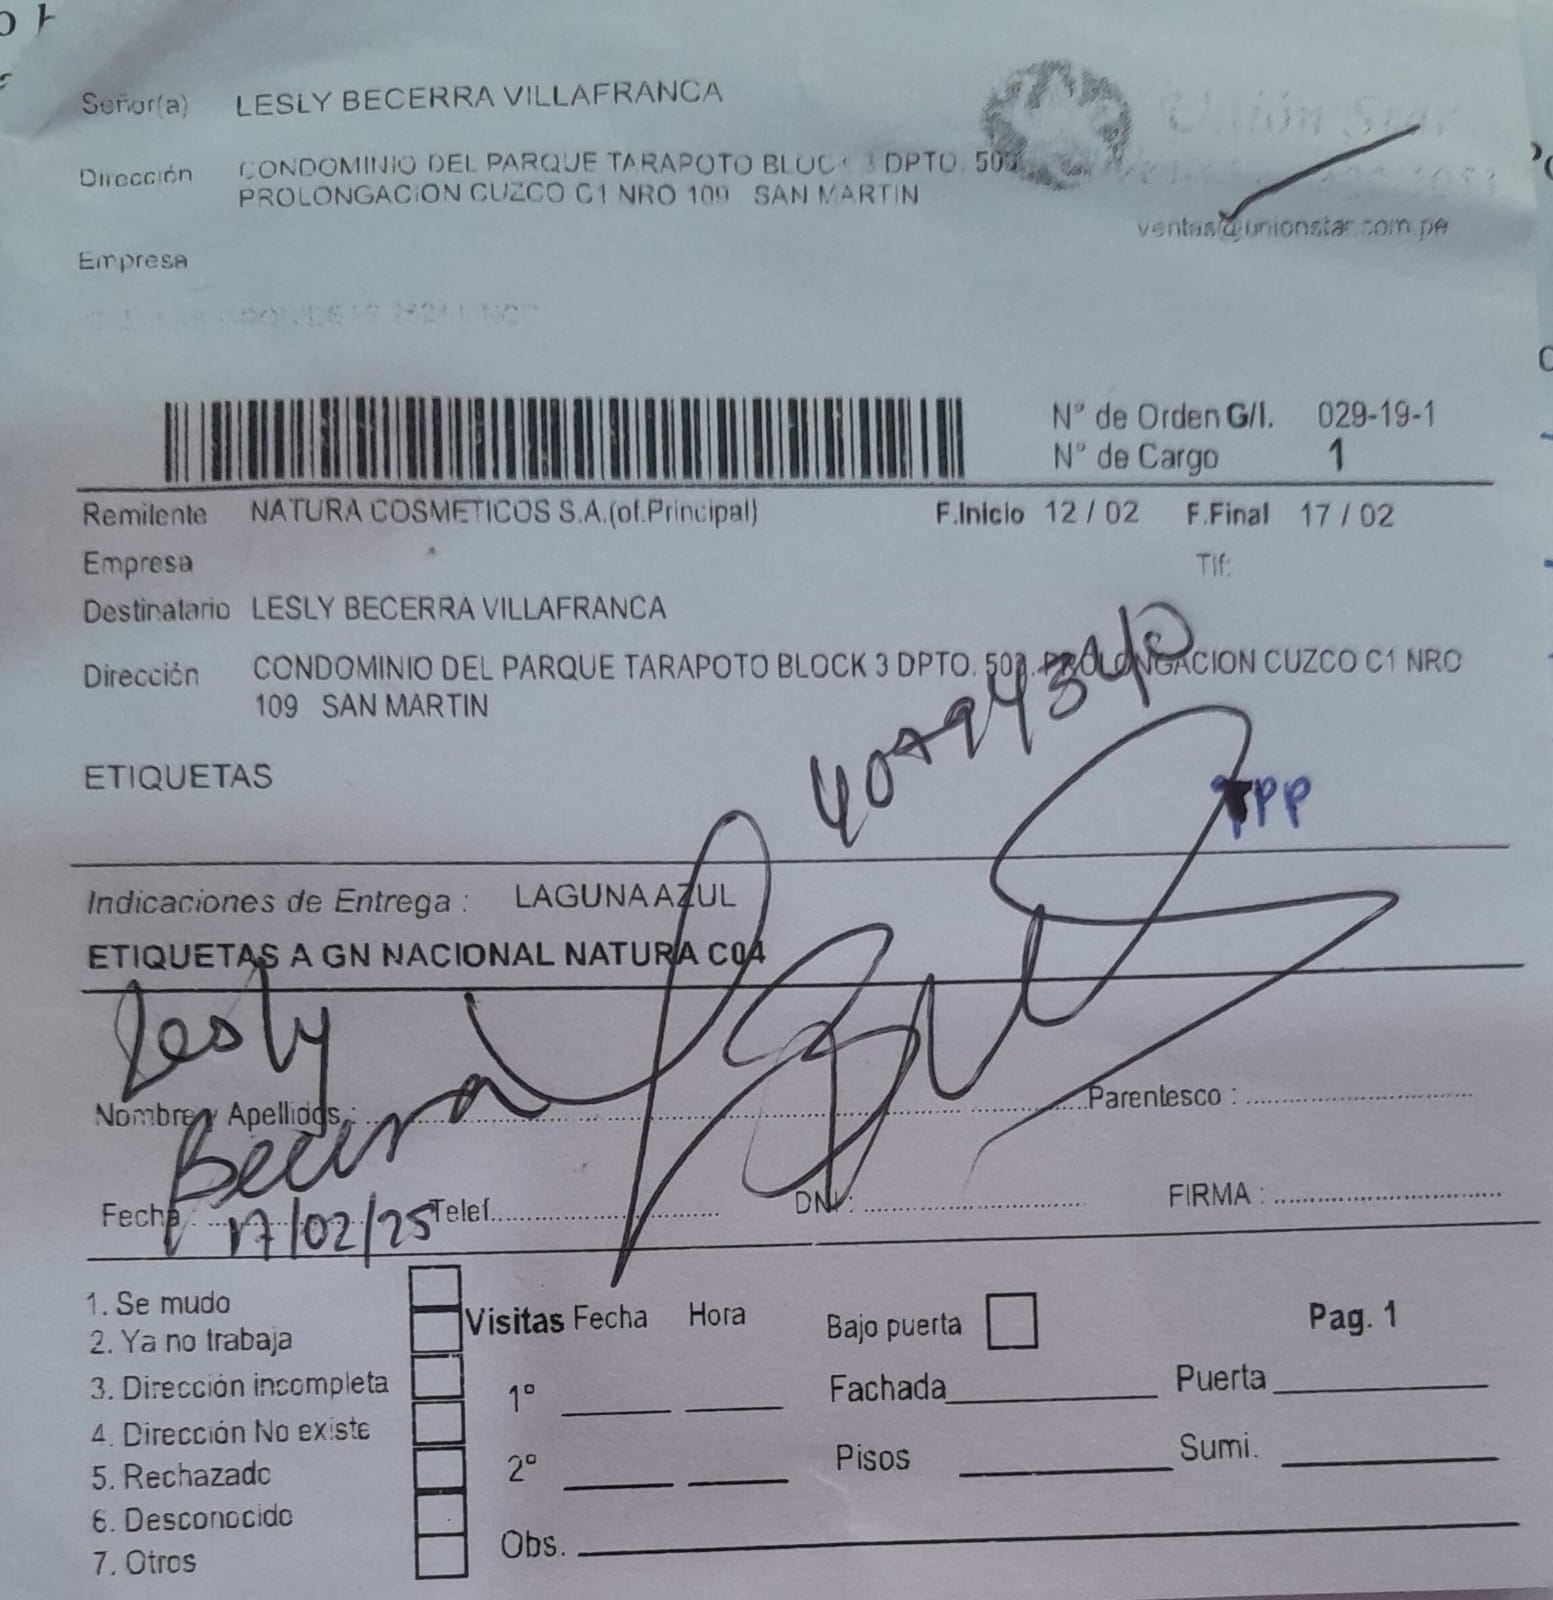 Señor(a) LESLY BECERRA VILLAFRANCA
Dirección CONDOMINIO DEL PARQUE TARAPOTO BLOCK 3 DPTO.
PROLONGACION CUZCO C1 NRO 109 SAN MARTIN
ventas@unionstar.com.pe
Empresa
N° de Orden G/I. 029-19-1
N° de Cargo 1
Remitente NATURA COSMETICOS S.A.(of.Principal) F.Inicio 12 / 02 F.Final 17 / 02
Empresa Tlf:
Destinatario LESLY BECERRA VILLAFRANCA
Dirección CONDOMINIO DEL PARQUE TARAPOTO BLOCK 3 DPTO. PROLONGACION CUZCO C1 NRO
109 SAN MARTIN
ETIQUETAS
TPP
Indicaciones de Entrega : LAGUNA AZUL
ETIQUETAS A GN NACIONAL NATURA C04
Lesly
Nombre y Apellidos : Parentesco :
Becerra
Fecha : 17/02/25 Telef. DNI : FIRMA :
1. Se mudo
2. Ya no trabaja
3. Dirección incompleta
4. Dirección No existe
5. Rechazado
6. Desconocido
7. Otros
Visitas Fecha Hora
1°
2°
Obs.
Bajo puerta Pag. 1
Fachada Puerta
Pisos Sumi.